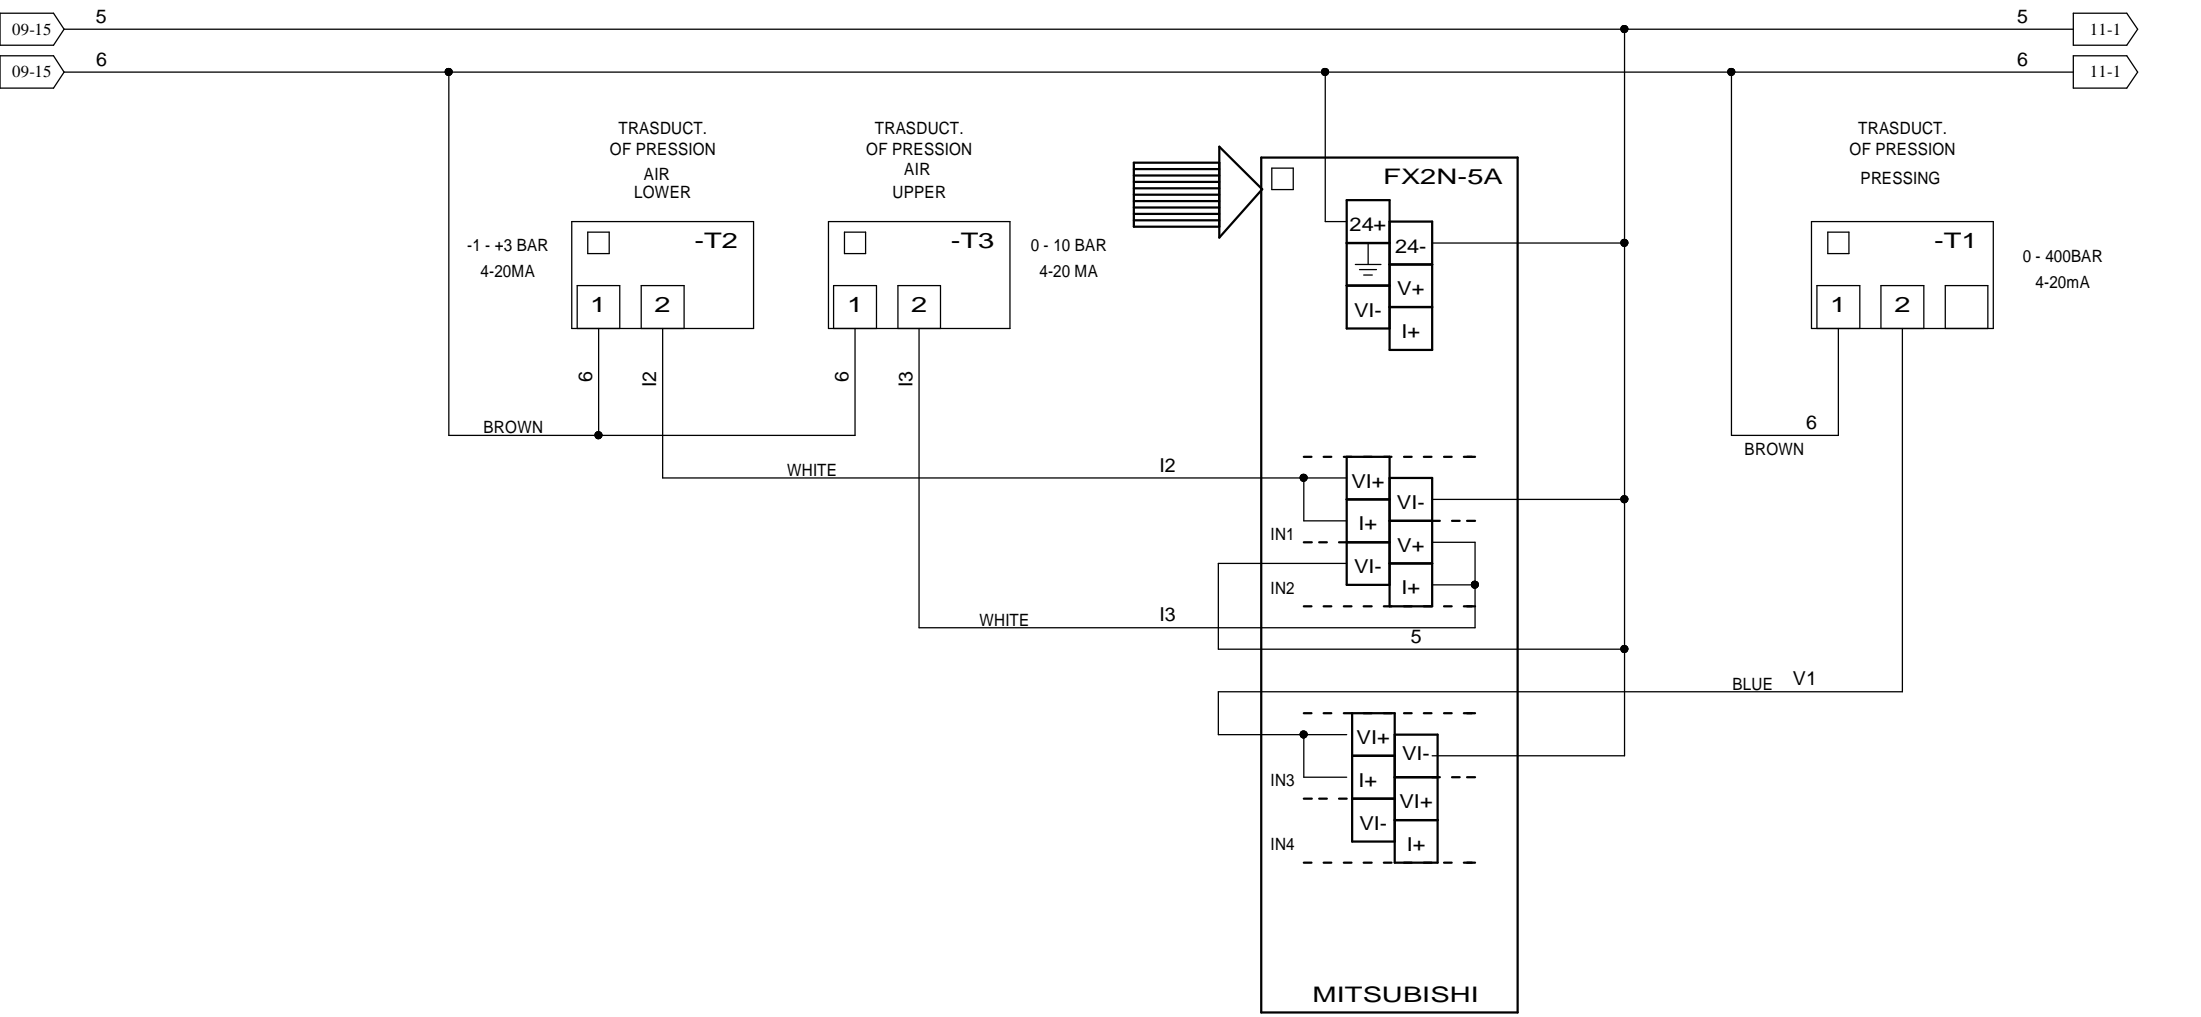 09-15
5
5
11-1
09-15
6
6
11-1
TRASDUCT.
OF PRESSION
AIR
LOWER
TRASDUCT.
OF PRESSION
AIR
UPPER
TRASDUCT.
OF PRESSION
PRESSING
-1 - +3 BAR
4-20MA
-T2
1
2
-T3
1
2
0 - 10 BAR
4-20 MA
FX2N-5A
24+
24-
V+
VI-
I+
-T1
1
2
0 - 400BAR
4-20mA
6
I2
6
I3
BROWN
6
BROWN
WHITE
I2
VI+
VI-
I+
IN1
V+
VI-
IN2
I+
WHITE
I3
5
BLUE
V1
VI+
VI-
IN3
I+
VI+
VI-
IN4
I+
MITSUBISHI